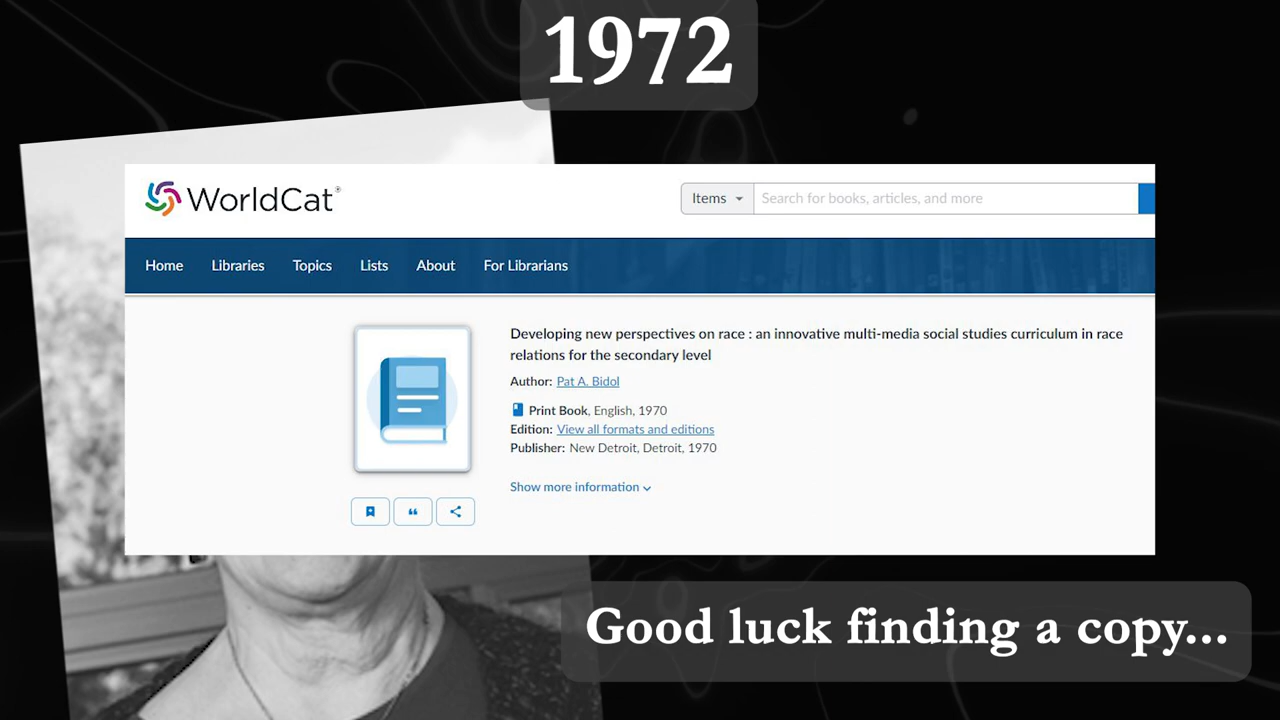 1972
WorldCat®
Items
Search for books, articles, and more
Home Libraries Topics Lists About For Librarians
Developing new perspectives on race : an innovative multi-media social studies curriculum in race
relations for the secondary level
Author: Pat A. Bidol
Print Book, English, 1970
Edition: View all formats and editions
Publisher: New Detroit, Detroit, 1970
Show more information
Good luck finding a copy...